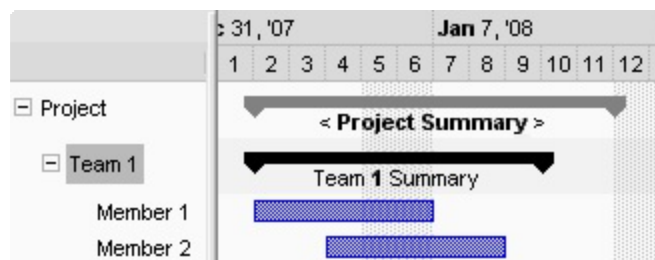 c 31, '07 Jan 7, '08
1 2 3 4 5 6 7 8 9 10 11 12
Project
< Project Summary >
Team 1
Team 1 Summary
Member 1
Member 2